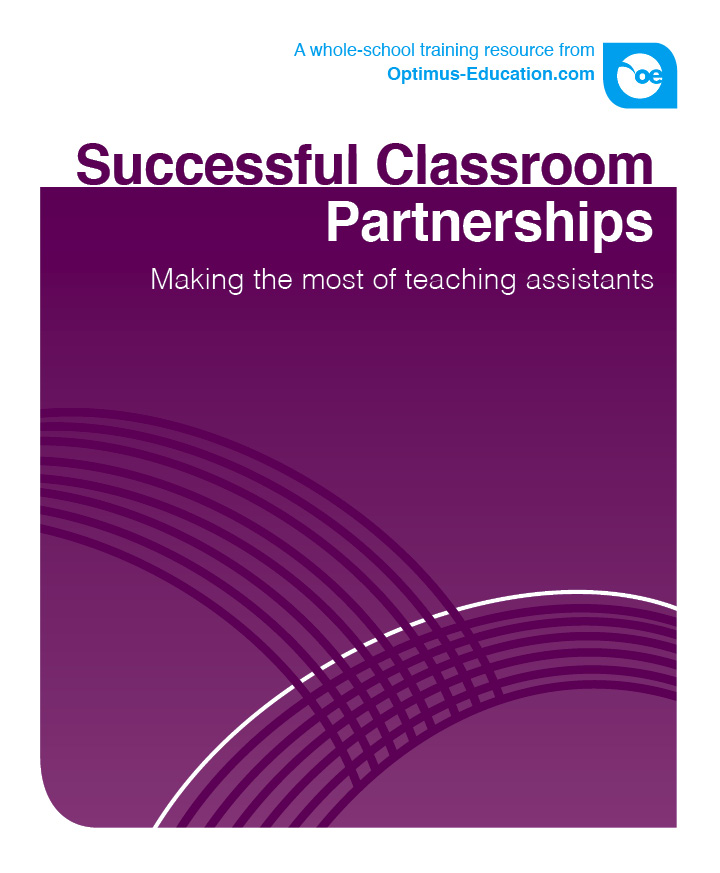 A whole-school training resource from
Optimus-Education.com
oe
Successful Classroom
Partnerships
Making the most of teaching assistants